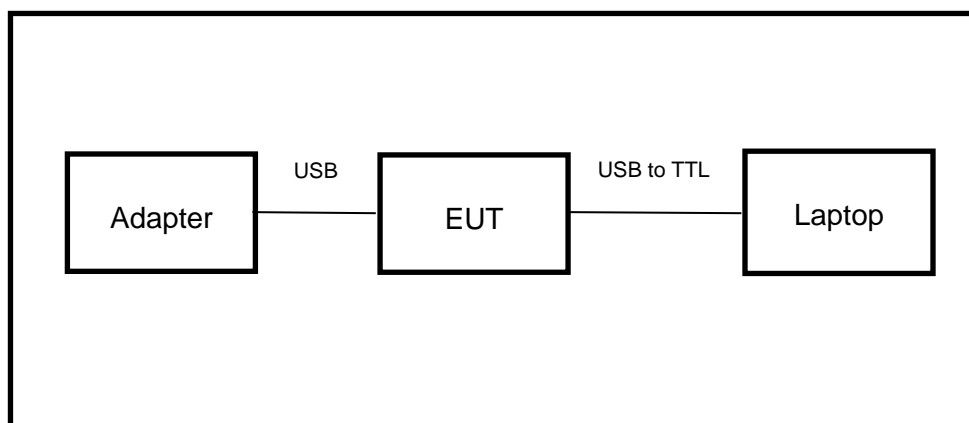 USB
USB to TTL
Adapter
EUT
Laptop